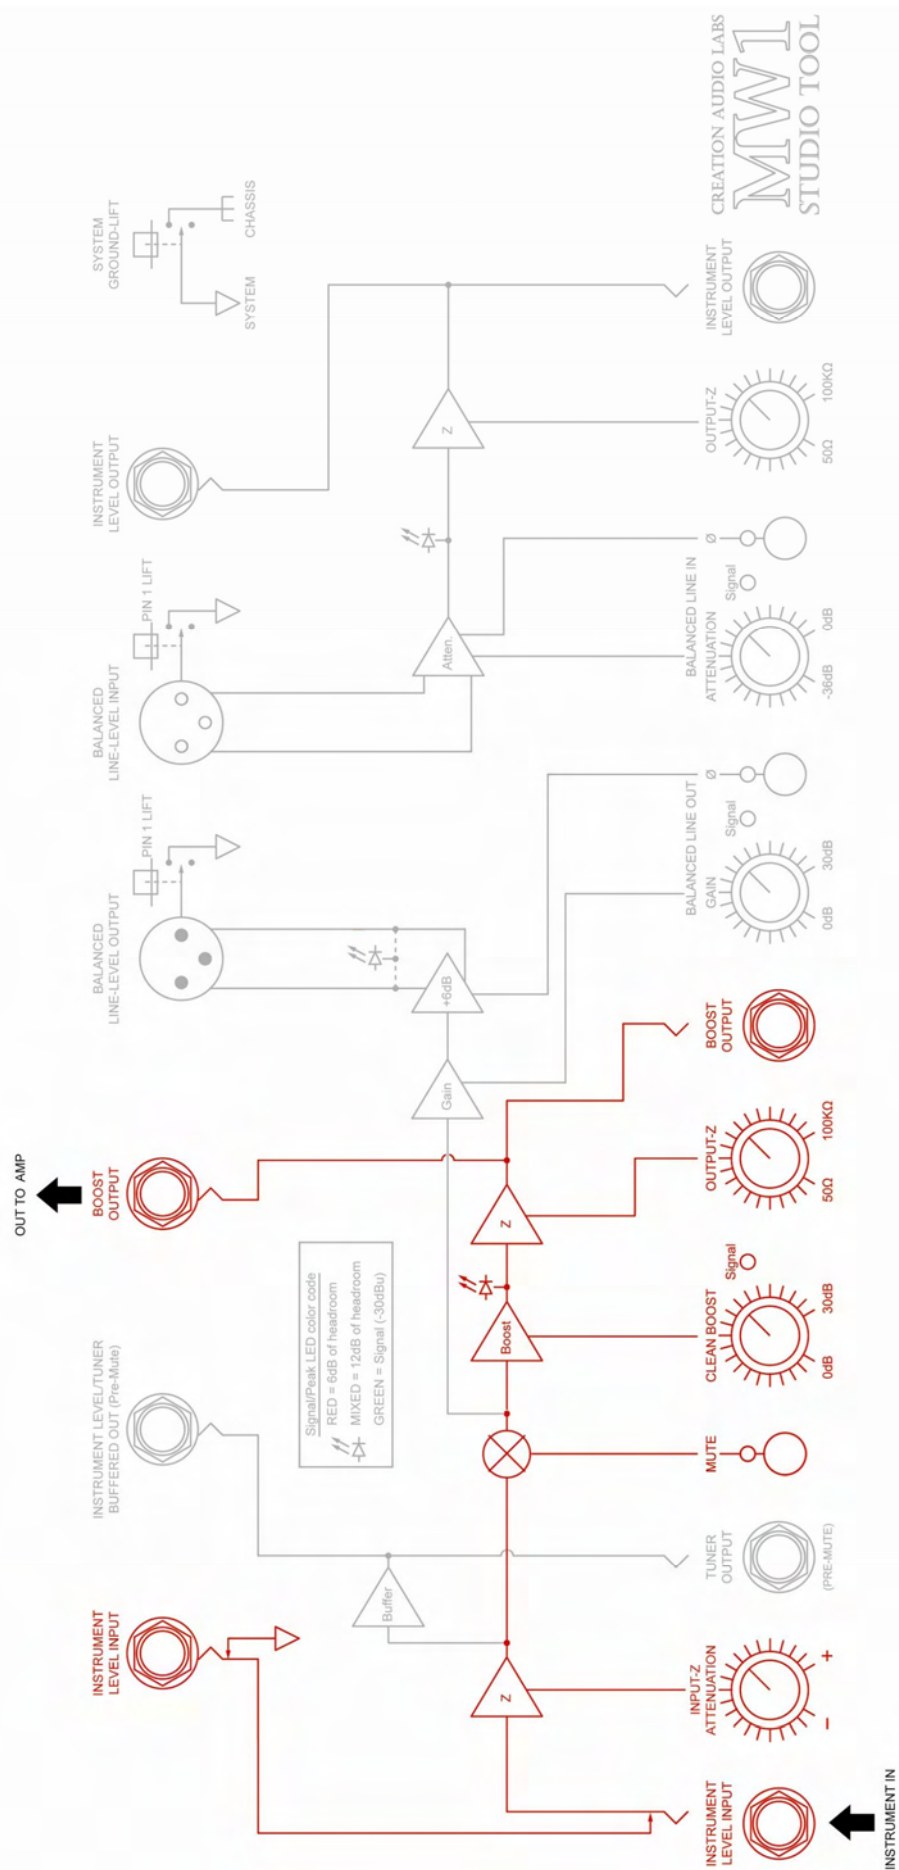 OUT TO AMP
INSTRUMENT
LEVEL INPUT
INSTRUMENT LEVEL/TUNER
BUFFERED OUT (Pre-Mute)
BOOST
OUTPUT
BALANCED
LINE-LEVEL OUTPUT
PIN 1 LIFT
BALANCED
LINE-LEVEL INPUT
PIN 1 LIFT
INSTRUMENT
LEVEL OUTPUT
SYSTEM
GROUND-LIFT
SYSTEM
CHASSIS
Signal/Peak LED color code
RED = 6dB of headroom
MIXED = 12dB of headroom
GREEN = Signal (-30dBu)
Buffer
Gain
+6dB
Atten.
Z
Z
Boost
Z
INSTRUMENT
LEVEL INPUT
INPUT-Z
ATTENUATION
–
+
TUNER
OUTPUT
(PRE-MUTE)
MUTE
CLEAN BOOST
Signal
0dB
30dB
OUTPUT-Z
50Ω
100KΩ
BOOST
OUTPUT
BALANCED LINE OUT
GAIN
Signal
Ø
0dB
30dB
BALANCED LINE IN
ATTENUATION
Signal
Ø
-36dB
0dB
OUTPUT-Z
50Ω
100KΩ
INSTRUMENT
LEVEL OUTPUT
CREATION AUDIO LABS
MW1
STUDIO TOOL
INSTRUMENT IN